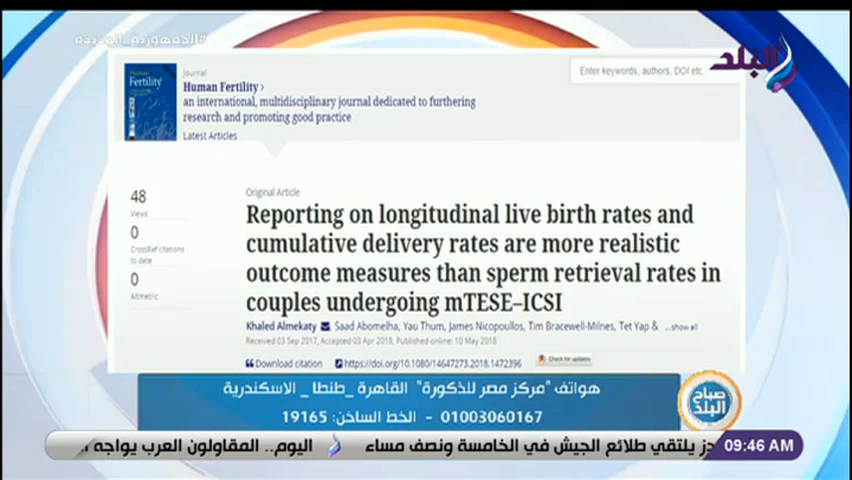 #الجمهورية_الجديدة
البلد
Journal
Human Fertility >
an international, multidisciplinary journal dedicated to furthering
research and promoting good practice
Latest Articles
Enter keywords, authors, DOI etc.
Human
Fertility
48
Views
0
CrossRef citations
to date
0
Altmetric
Original Article
Reporting on longitudinal live birth rates and
cumulative delivery rates are more realistic
outcome measures than sperm retrieval rates in
couples undergoing mTESE–ICSI
Khaled Almekaty, Saad Abomelha, Yau Thum, James Nicopoullos, Tim Bracewell-Milnes, Tet Yap & ...show all
Received 03 Sep 2017, Accepted 03 Apr 2018, Published online: 10 May 2018
Download citation https://doi.org/10.1080/14647273.2018.1472396 Check for updates
هواتف "مركز مصر للذكورة" القاهرة _طنطا _ الاسكندرية
01003060167 - الخط الساخن: 19165
صباح
البلد
دز يلتقي طلائع الجيش في الخامسة ونصف مساء اليوم.. المقاولون العرب يواجه
09:46 AM